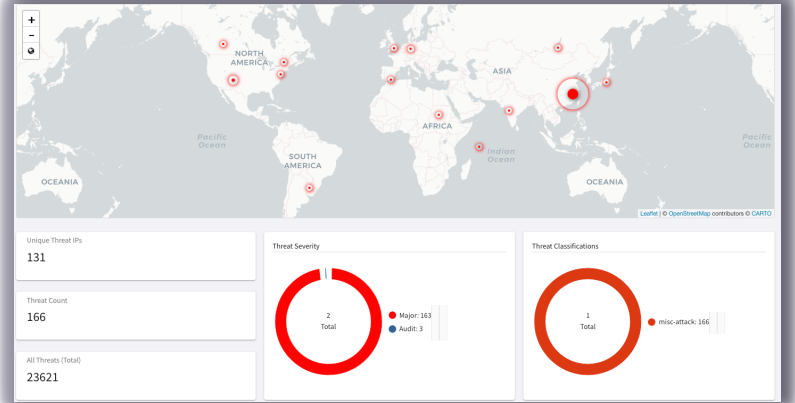 +
−
NORTH
AMERICA
ASIA
AFRICA
Pacific
Ocean
Indian
Ocean
Pacific
Ocean
SOUTH
AMERICA
OCEANIA
OCEANIA
Leaflet | © OpenStreetMap contributors © CARTO
Unique Threat IPs
131
Threat Count
166
All Threats (Total)
23621
Threat Severity
2
Total
Major: 163
Audit: 3
Threat Classifications
1
Total
misc-attack: 166